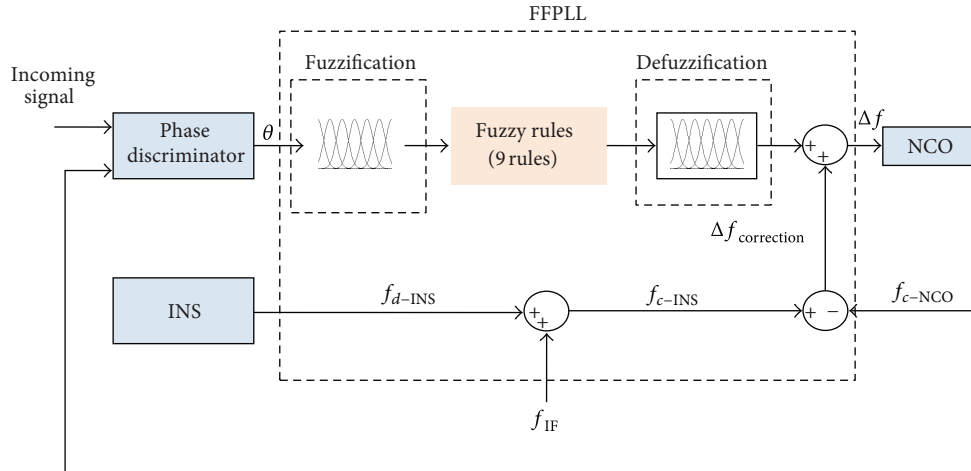 FFPLL
Fuzzification
Defuzzification
Incoming
signal
Phase
discriminator
θ
Fuzzy rules
(9 rules)
+
+
Δf
NCO
Δf correction
INS
f d−INS
+
+
f c−INS
+ −
f c−NCO
f IF